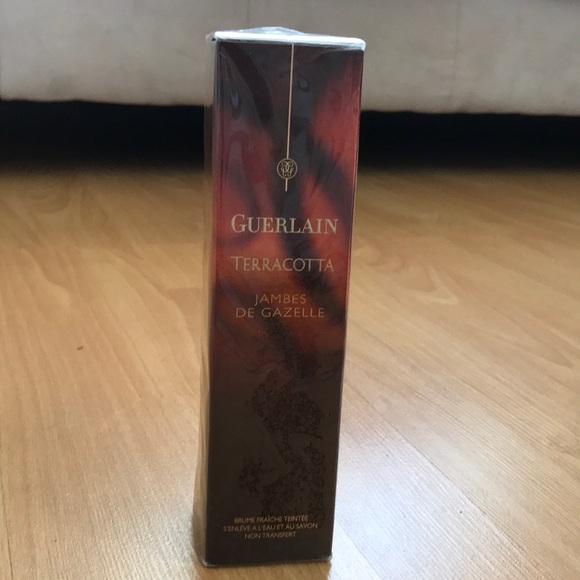 GUERLAIN
TERRACOTTA
JAMBES
DE GAZELLE
BRUME FRAÎCHE TEINTÉE
S'ENLÈVE A L'EAU ET AU SAVON
NON TRANSFERT